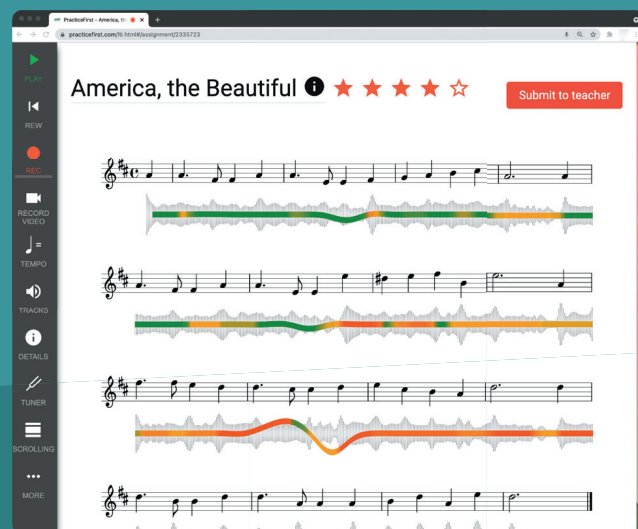 PracticeFirst - America, th
practicefirst.com/f6.html#/assignment/2335723
PLAY
REW
REC
RECORD
VIDEO
TEMPO
TRACKS
DETAILS
TUNER
SCROLLING
MORE
America, the Beautiful
Submit to teacher